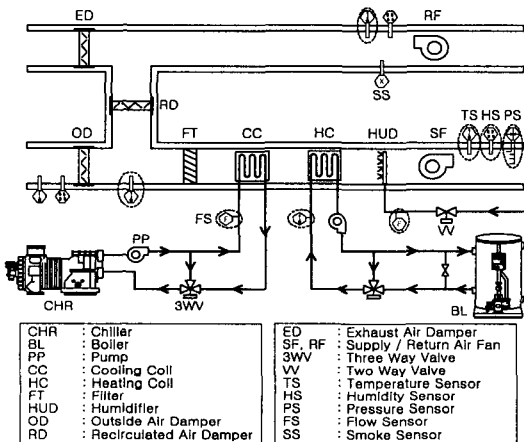 ED
RF
SS
RD
TS HS PS
OD
FT
CC
HC
HUD
SF
FS
F
F
VV
PP
CHR
3WV
BL
CHR : Chiller
BL : Boiler
PP : Pump
CC : Cooling Coil
HC : Heating Coil
FT : Filter
HUD : Humidifier
OD : Outside Air Damper
RD : Recirculated Air Damper
ED : Exhaust Air Damper
SF, RF : Supply / Return Air Fan
3WV : Three Way Valve
VV : Two Way Valve
TS : Temperature Sensor
HS : Humidity Sensor
PS : Pressure Sensor
FS : Flow Sensor
SS : Smoke Sensor